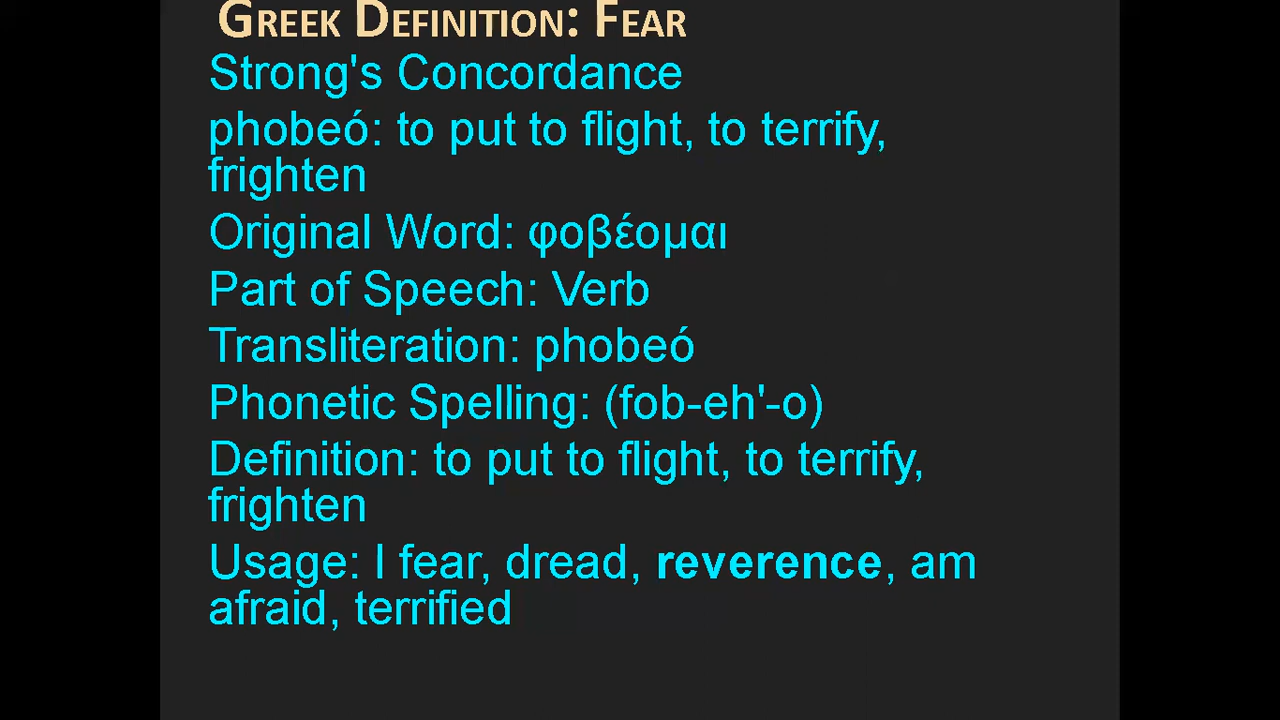 GREEK DEFINITION: FEAR
Strong's Concordance
phobeó: to put to flight, to terrify,
frighten
Original Word: φοβέομαι
Part of Speech: Verb
Transliteration: phobeó
Phonetic Spelling: (fob-eh'-o)
Definition: to put to flight, to terrify,
frighten
Usage: I fear, dread, reverence, am
afraid, terrified